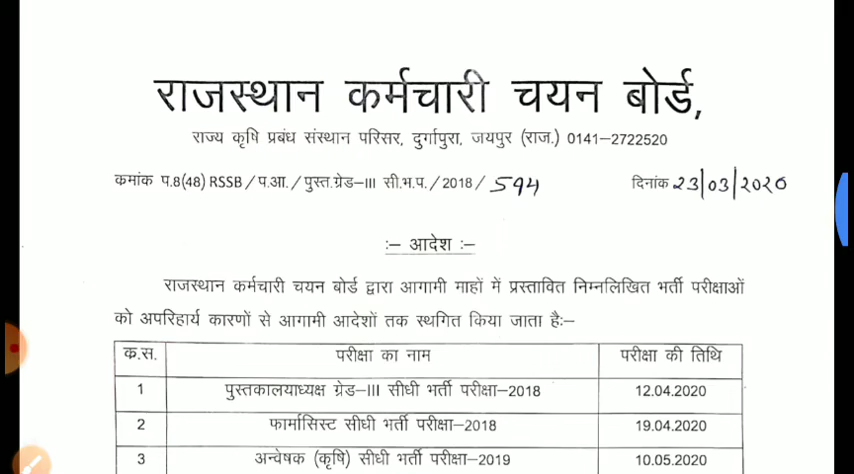 राजस्थान कर्मचारी चयन बोर्ड,
राज्य कृषि प्रबंध संस्थान परिसर, दुर्गापुरा, जयपुर (राज.) 0141–2722520
कमांक प.8(48) RSSB / प.आ. / पुस्त.ग्रेड–III सी.भ.प. / 2018 / 594 दिनांक 23/03/2020
:– आदेश :–
राजस्थान कर्मचारी चयन बोर्ड द्वारा आगामी माहों में प्रस्तावित निम्नलिखित भर्ती परीक्षाओं
को अपरिहार्य कारणों से आगामी आदेशों तक स्थगित किया जाता हैः–
क.स. परीक्षा का नाम परीक्षा की तिथि
1 पुस्तकालयाध्यक्ष ग्रेड–III सीधी भर्ती परीक्षा–2018 12.04.2020
2 फार्मासिस्ट सीधी भर्ती परीक्षा–2018 19.04.2020
3 अन्वेषक (कृषि) सीधी भर्ती परीक्षा–2019 10.05.2020